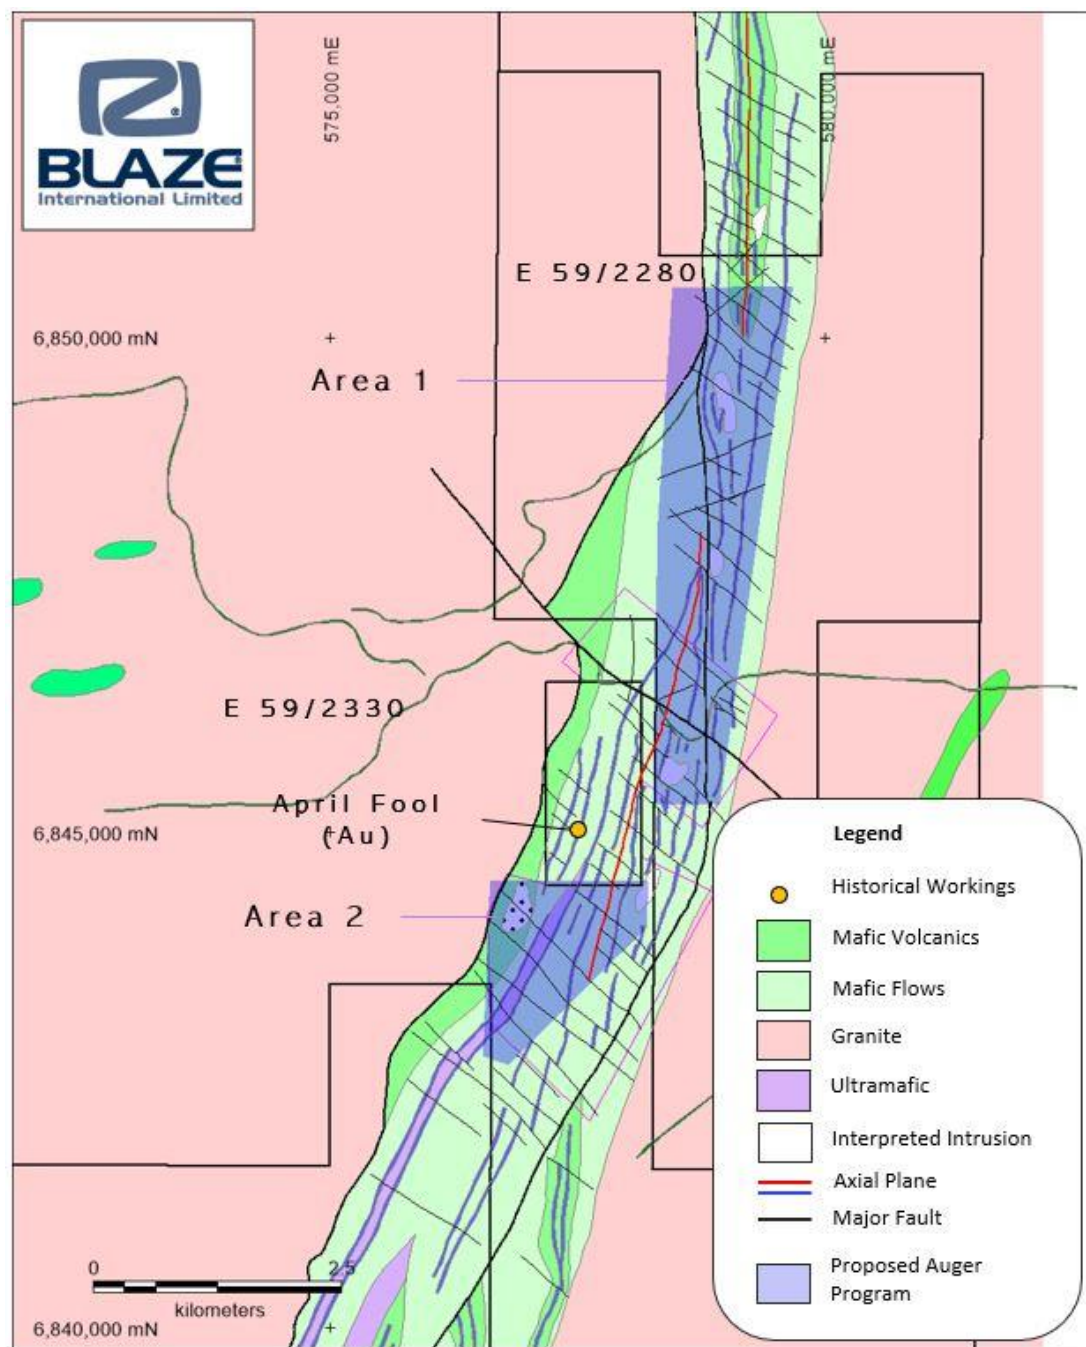 BLAZE
International Limited
575,000 mE
580,000 mE
E 59/2280
6,850,000 mN
Area 1
E 59/2330
April Fool
(Au)
6,845,000 mN
Area 2
Legend
Historical Workings
Mafic Volcanics
Mafic Flows
Granite
Ultramafic
Interpreted Intrusion
Axial Plane
Major Fault
Proposed Auger
Program
0 2.5
kilometers
6,840,000 mN